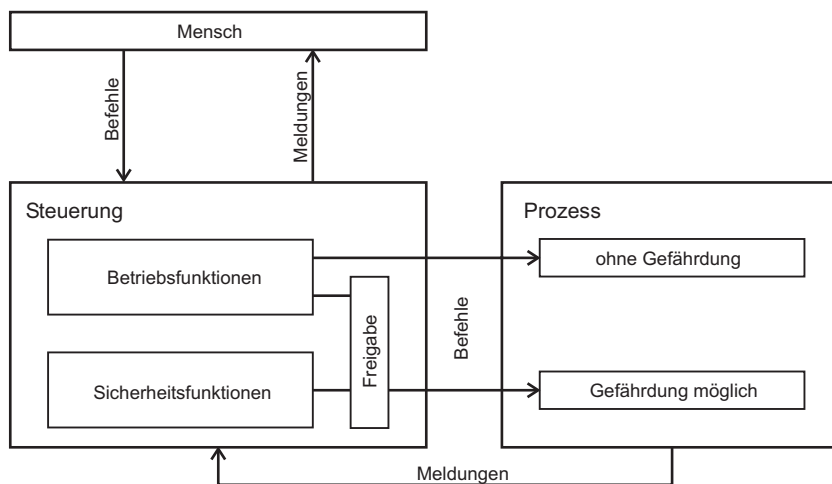 Mensch
Befehle
Meldungen
Steuerung
Prozess
Betriebsfunktionen
ohne Gefährdung
Freigabe
Befehle
Sicherheitsfunktionen
Gefährdung möglich
Meldungen